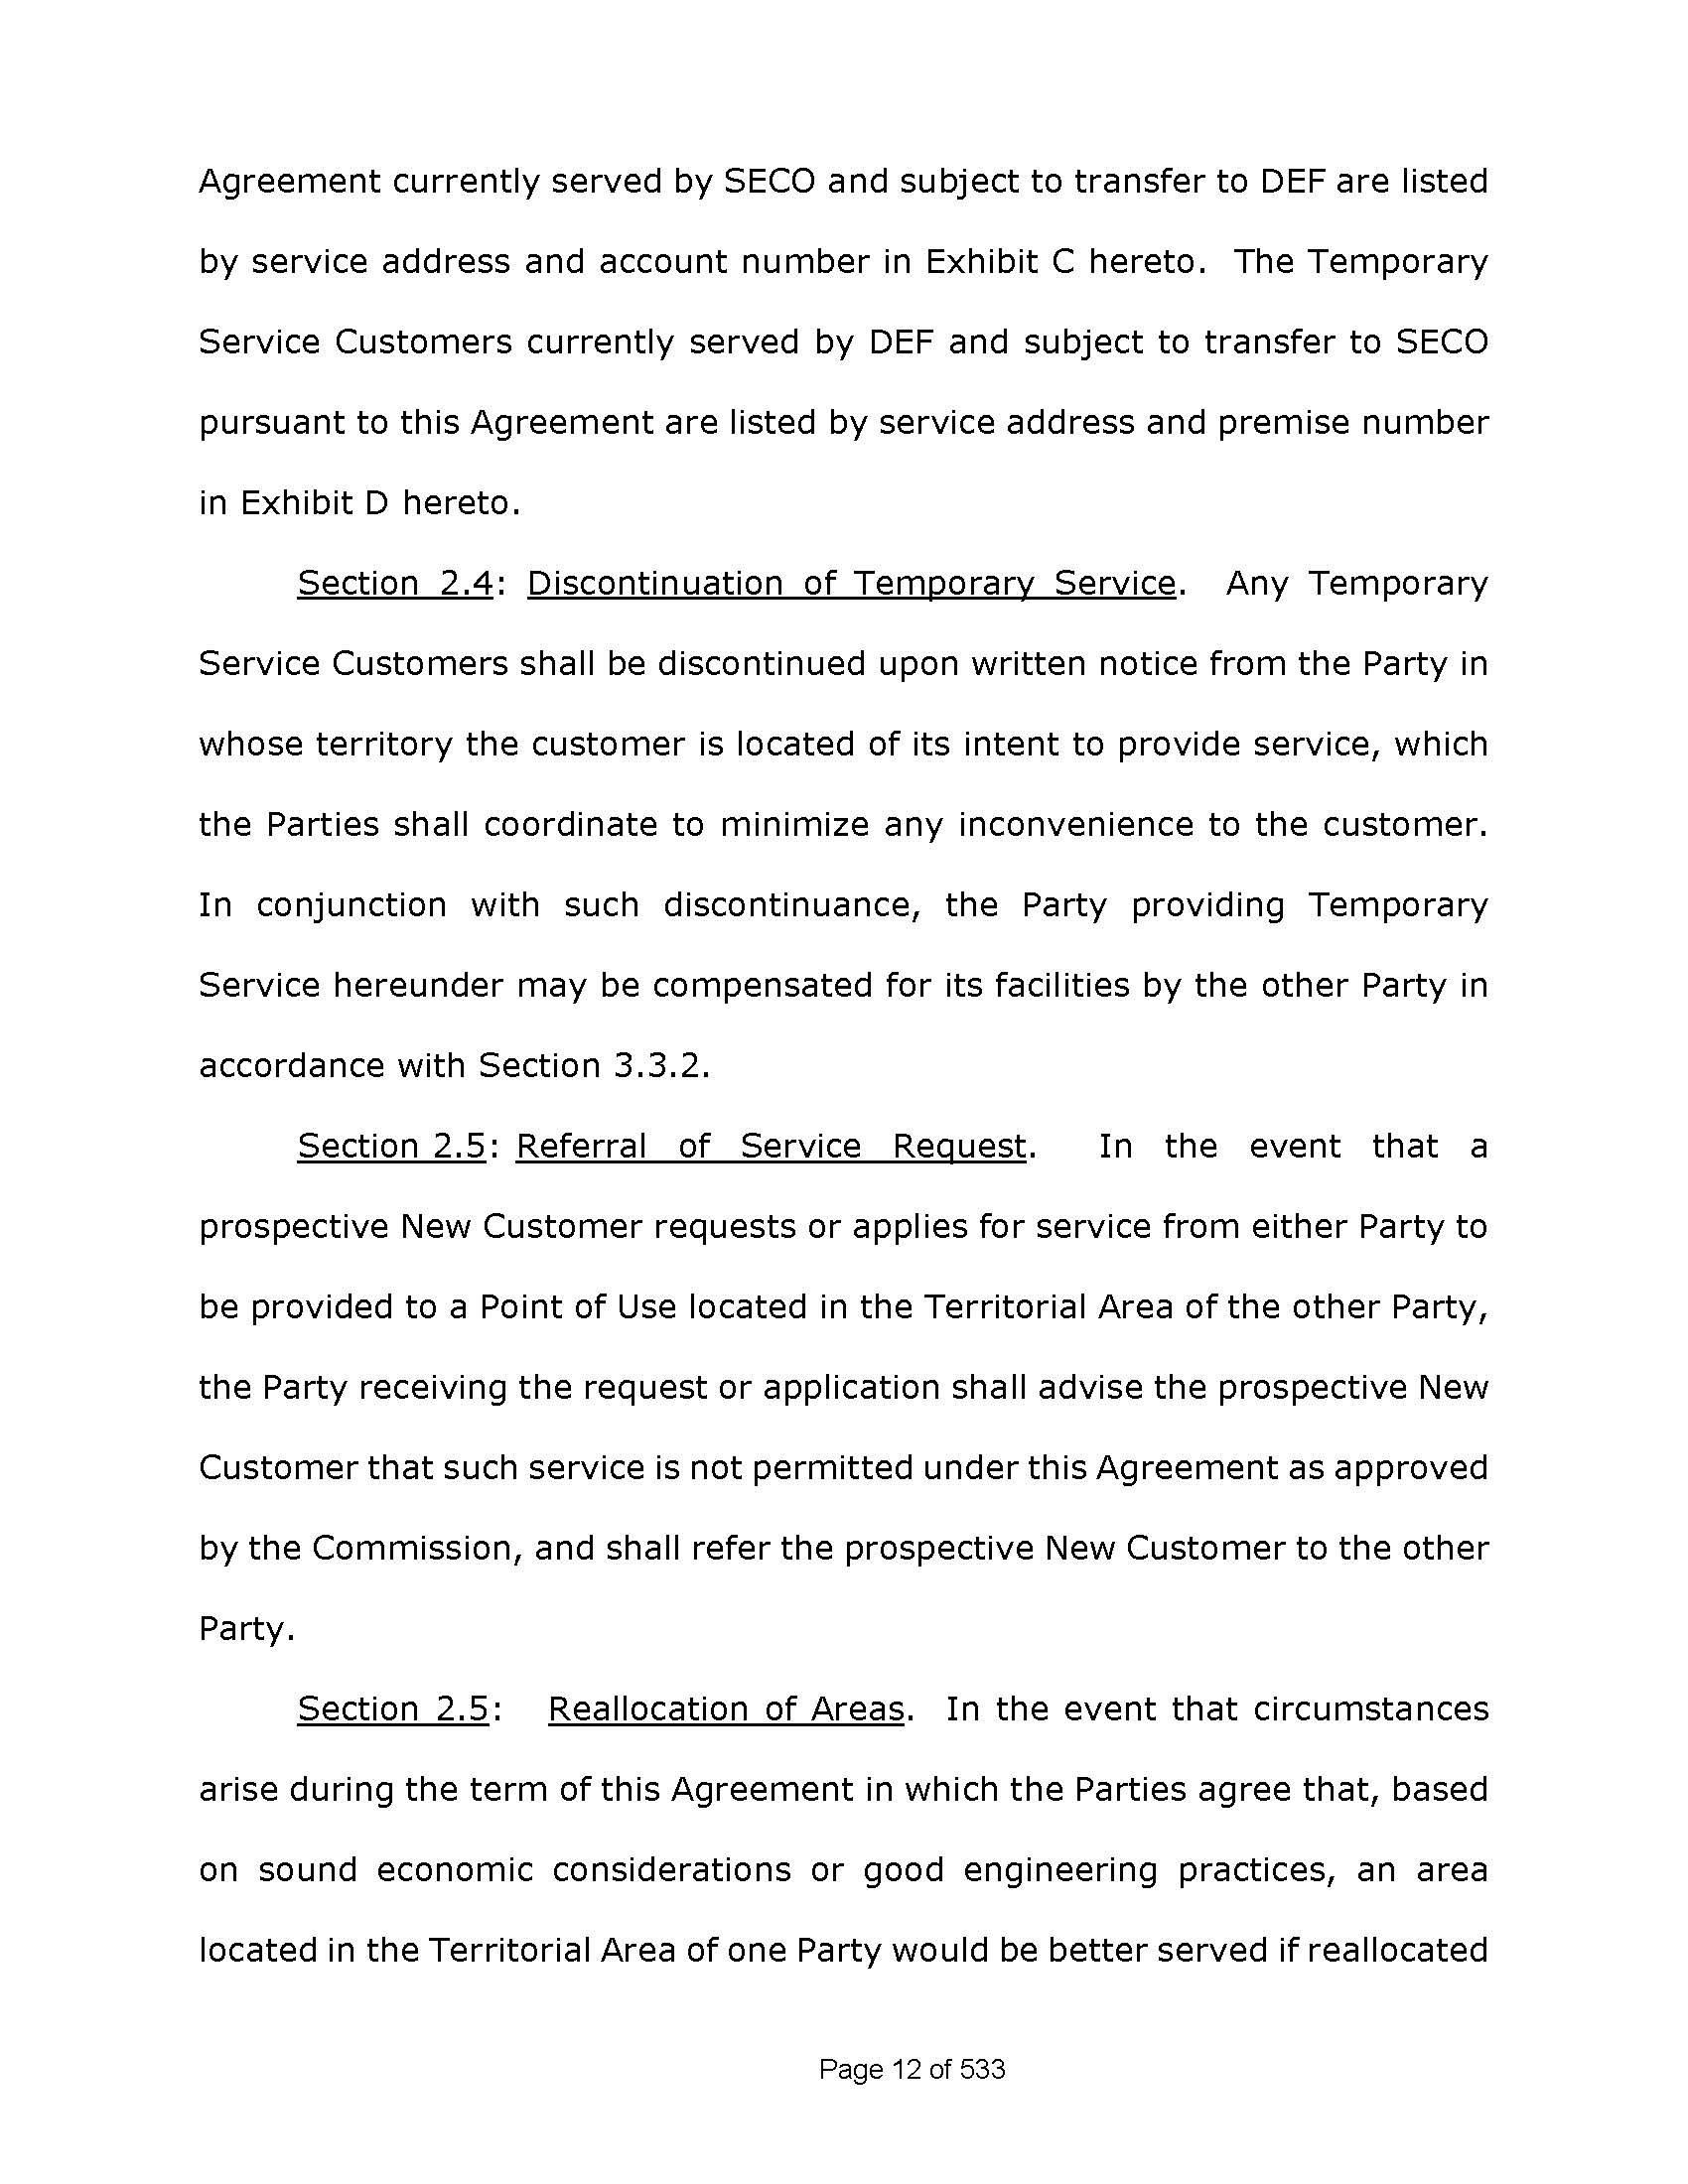 Agreement currently served by SECO and subject to transfer to DEF are listed
by service address and account number in Exhibit C hereto.  The Temporary
Service Customers currently served by DEF and subject to transfer to SECO
pursuant to this Agreement are listed by service address and premise number
in Exhibit D hereto.
Section 2.4: Discontinuation of Temporary Service.  Any Temporary
Service Customers shall be discontinued upon written notice from the Party in
whose territory the customer is located of its intent to provide service, which
the Parties shall coordinate to minimize any inconvenience to the customer.
In conjunction with such discontinuance, the Party providing Temporary
Service hereunder may be compensated for its facilities by the other Party in
accordance with Section 3.3.2.
Section 2.5: Referral of Service Request.  In the event that a
prospective New Customer requests or applies for service from either Party to
be provided to a Point of Use located in the Territorial Area of the other Party,
the Party receiving the request or application shall advise the prospective New
Customer that such service is not permitted under this Agreement as approved
by the Commission, and shall refer the prospective New Customer to the other
Party.
Section 2.5:  Reallocation of Areas.  In the event that circumstances
arise during the term of this Agreement in which the Parties agree that, based
on sound economic considerations or good engineering practices, an area
located in the Territorial Area of one Party would be better served if reallocated
Page 12 of 533